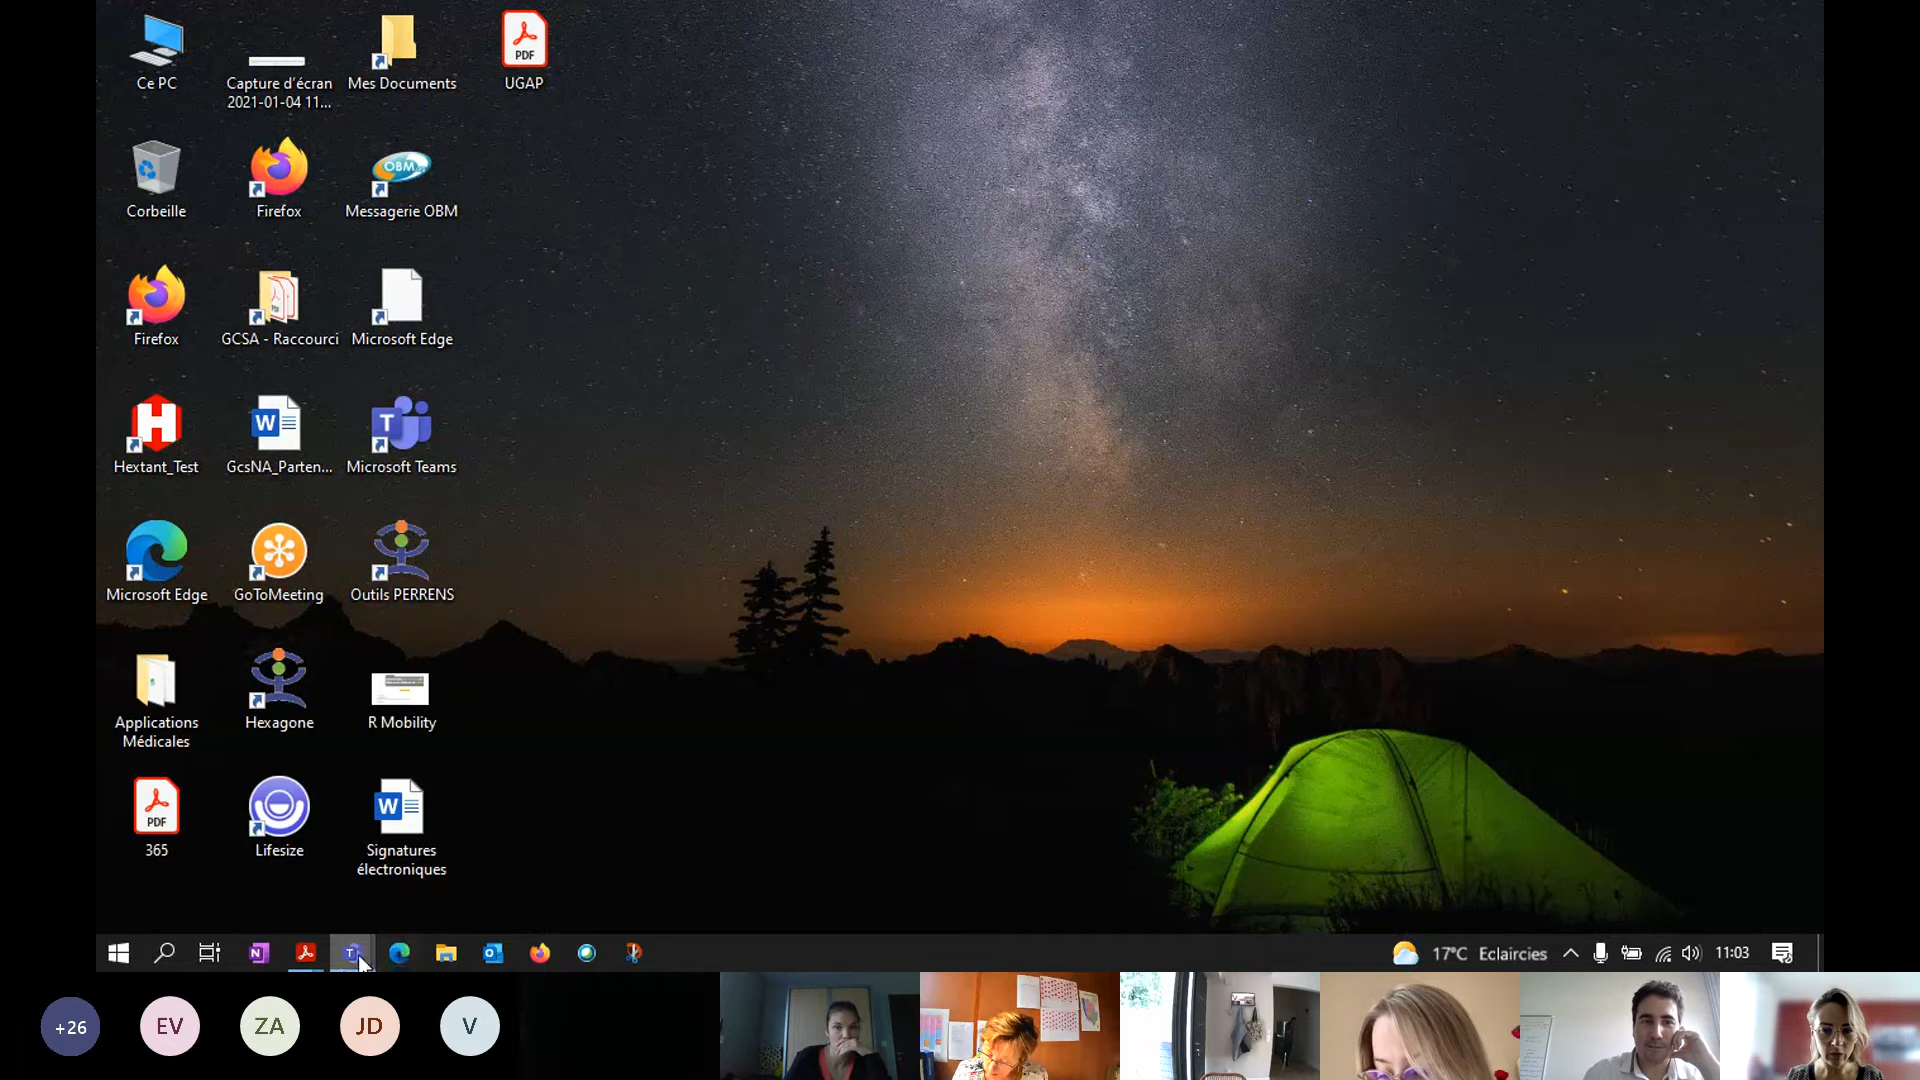 Ce PC
Capture d'écran
2021-01-04 11...
Mes Documents
PDF
UGAP
Corbeille
Firefox
OBM
Messagerie OBM
Firefox
GCSA - Raccourci
Microsoft Edge
Hextant_Test
GcsNA_Parten...
Microsoft Teams
Microsoft Edge
GoToMeeting
Outils PERRENS
Applications
Médicales
Hexagone
R Mobility
PDF
365
Lifesize
Signatures
électroniques
17°C Eclaircies
11:03
+26
EV
ZA
JD
V